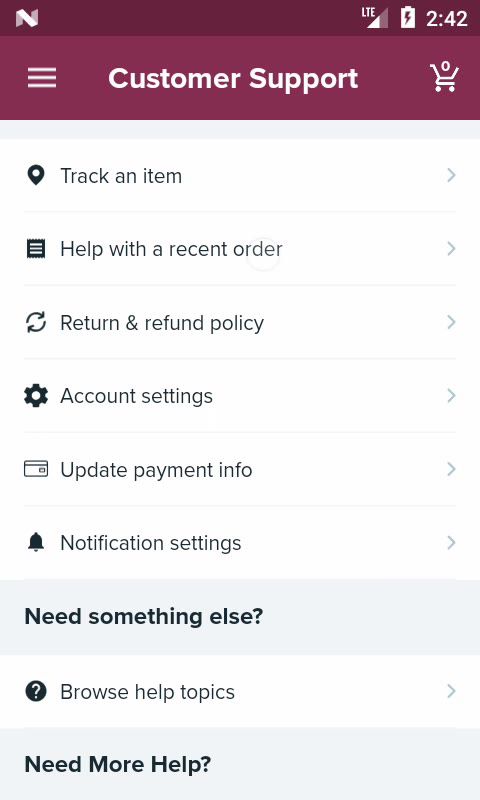 LTE 2:42
Customer Support
0
Track an item
Help with a recent order
Return & refund policy
Account settings
Update payment info
Notification settings
Need something else?
Browse help topics
Need More Help?